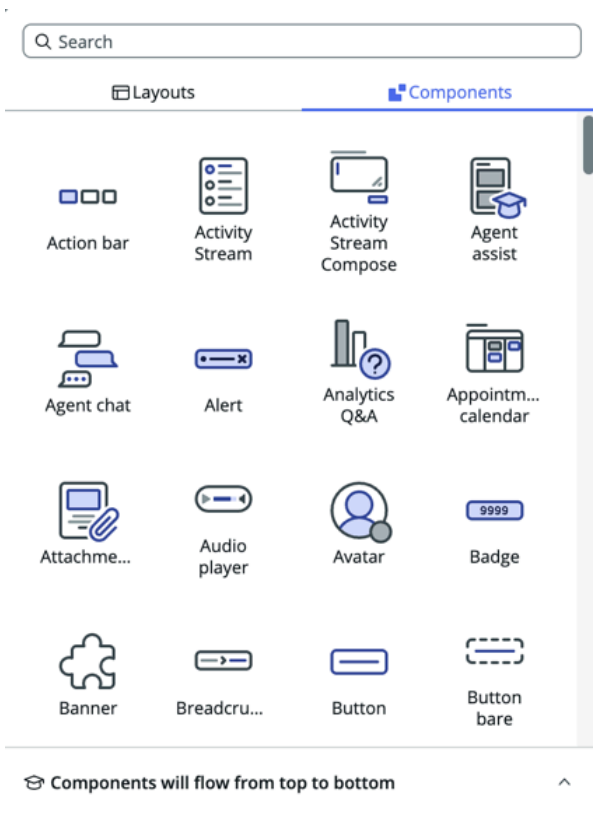 Search
Layouts
Components
Action bar
Activity
Stream
Activity
Stream
Compose
Agent
assist
Agent chat
Alert
Analytics
Q&A
Appointm...
calendar
Attachme...
Audio
player
Avatar
9999
Badge
Banner
Breadcru...
Button
Button
bare
Components will flow from top to bottom